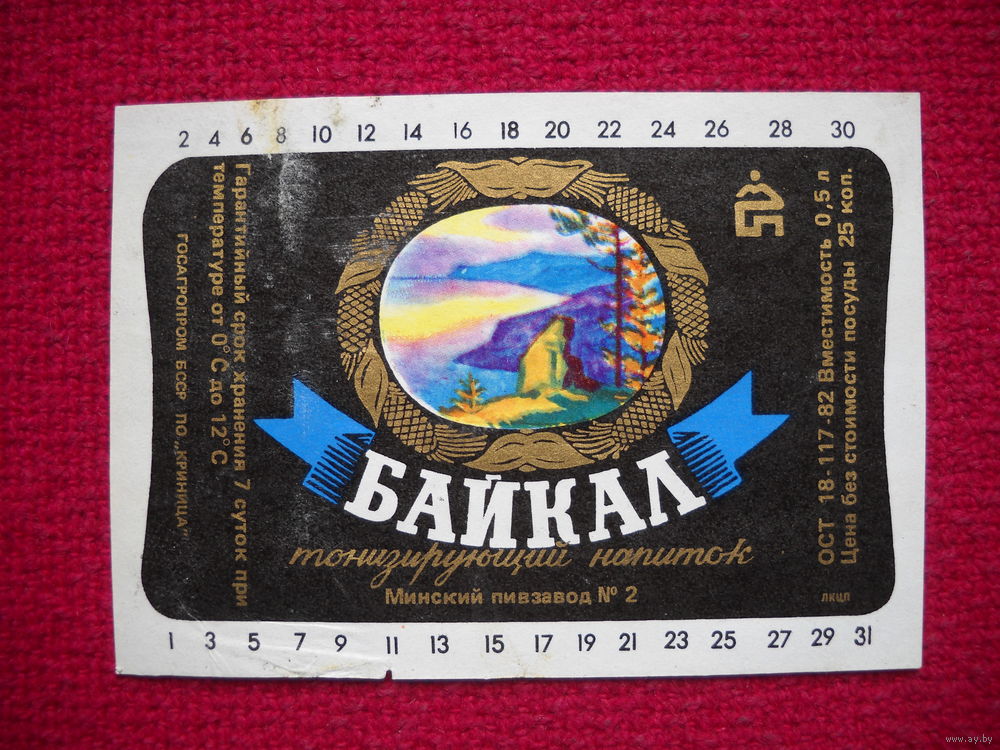 2 4 6 8 10 12 14 16 18 20 22 24 26 28 30
Гарантийный срок хранения 7 суток при
температуре от 0°С до 12°С
ГОСАГРОПРОМ БССР ПО „КРИНИЦА"
БАЙКАЛ
тонизирующий напиток
Минский пивзавод № 2
ОСТ 18-117-82 Вместимость 0,5 л
Цена без стоимости посуды 25 коп.
ЛКЦП
1 3 5 7 9 11 13 15 17 19 21 23 25 27 29 31
www.ay.by